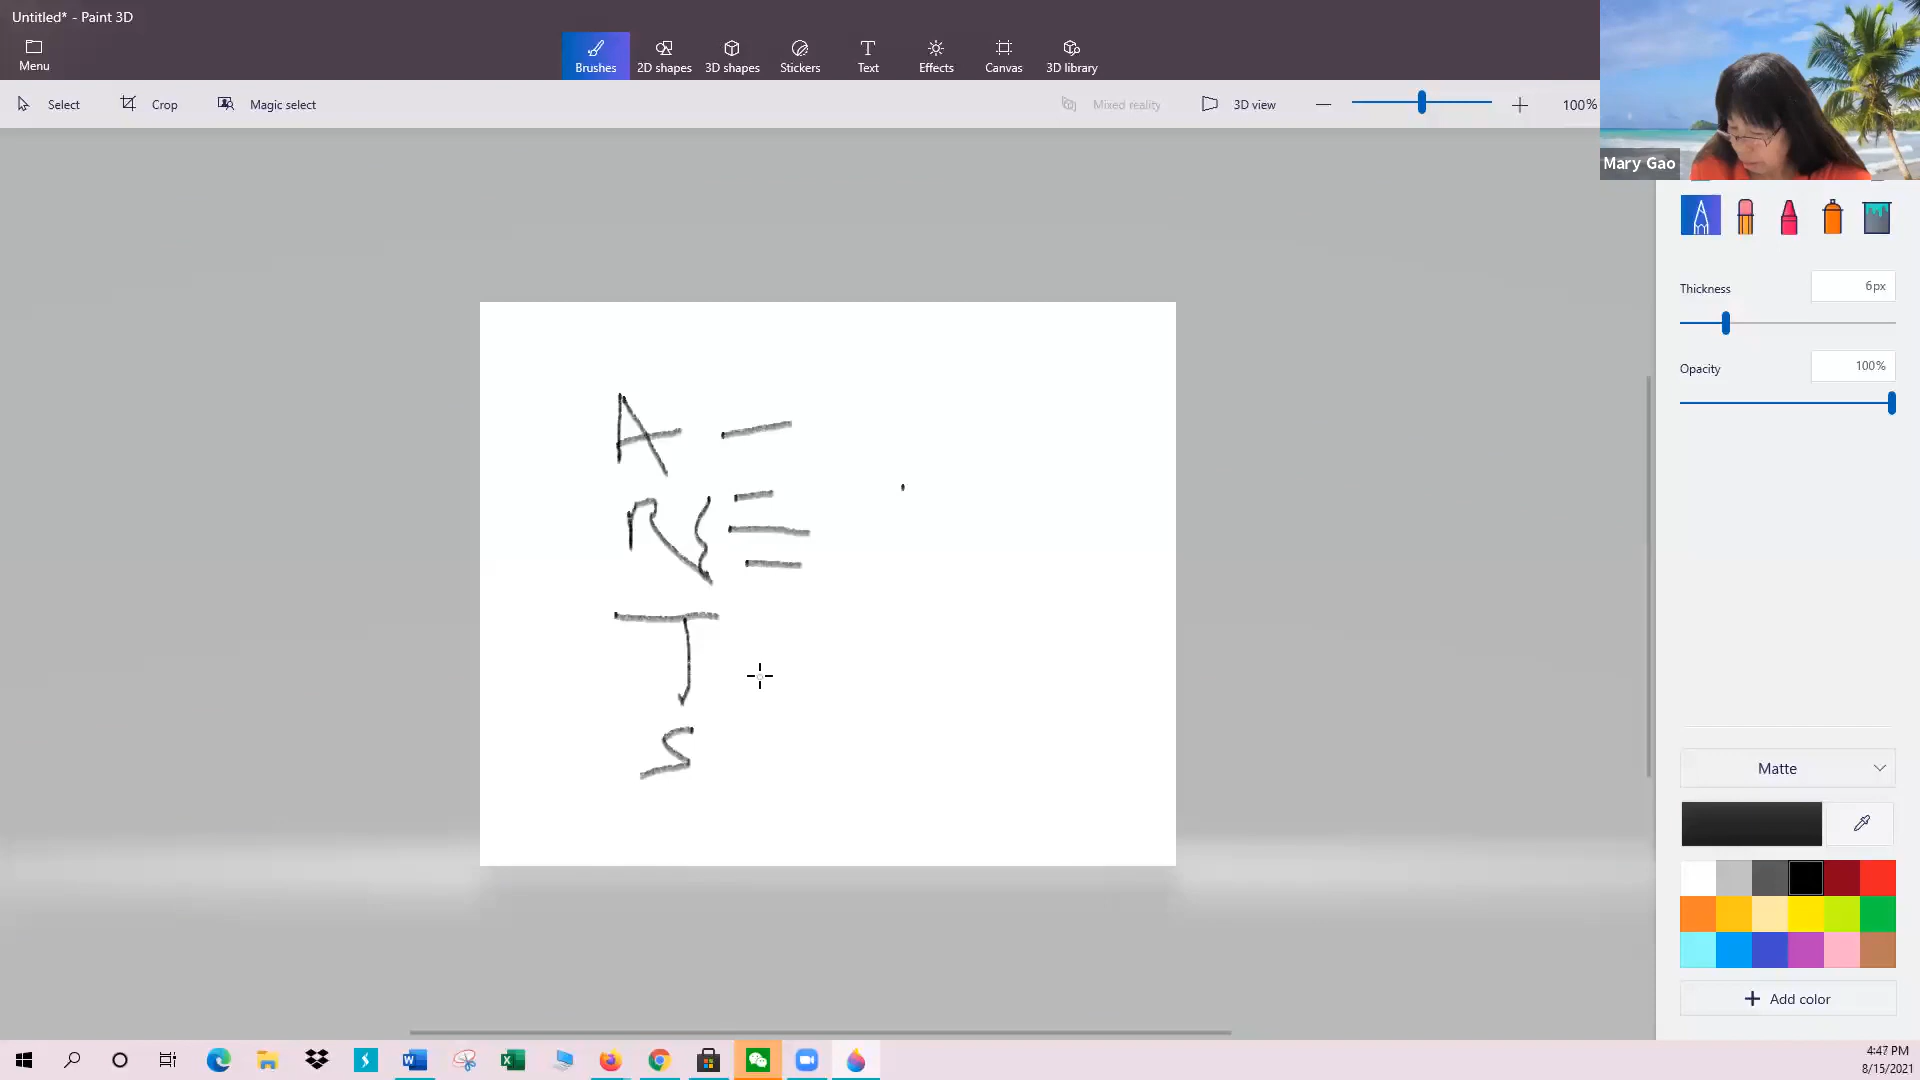 Untitled* - Paint 3D
Menu
Brushes
2D shapes
3D shapes
Stickers
Text
Effects
Canvas
3D library
Select
Crop
Magic select
Mixed reality
3D view
100%
Mary Gao
Thickness
6px
Opacity
100%
A
R
T
S
Matte
Add color
4:47 PM
8/15/2021